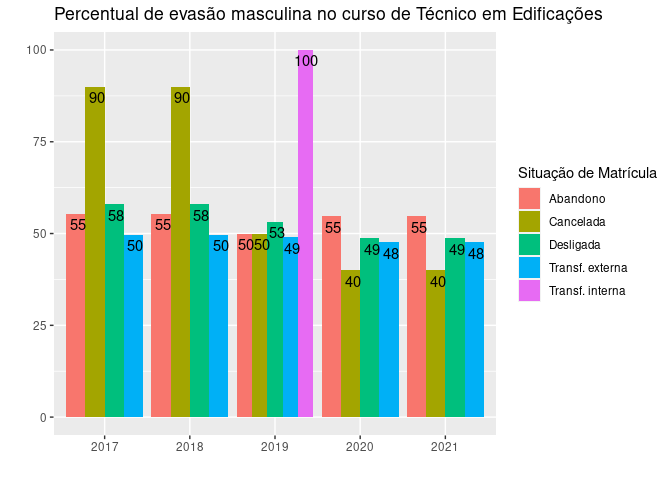 Percentual de evasão masculina no curso de Técnico em Edificações
100
75
50
25
0
55 90 58 50
55 90 58 50
50 50 53 49 100
55 40 49 48
55 40 49 48
2017 2018 2019 2020 2021
Situação de Matrícula
Abandono
Cancelada
Desligada
Transf. externa
Transf. interna